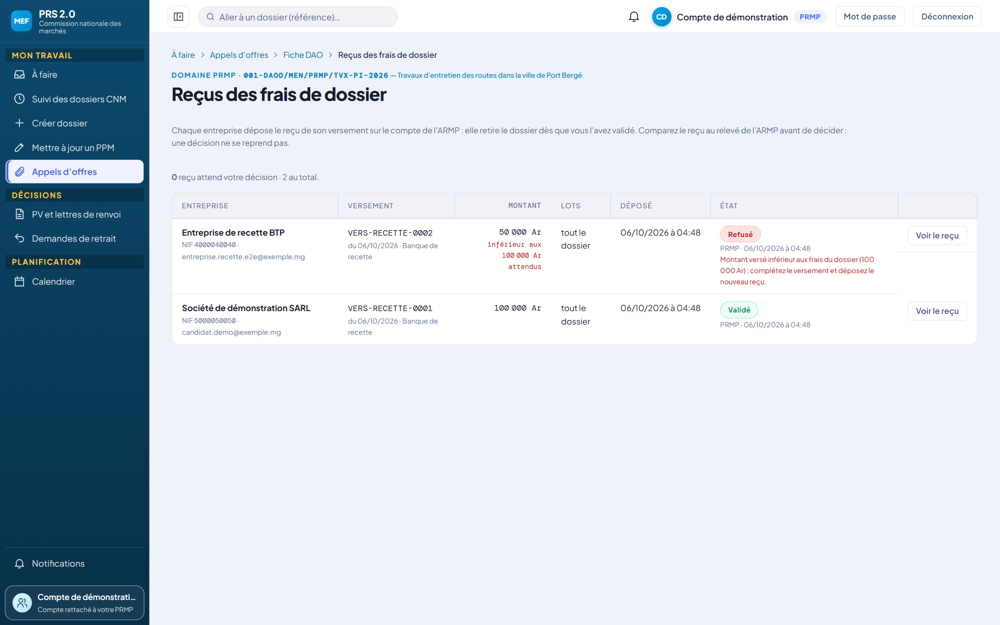 MEF
PRS 2.0
Commission nationale des
marchés
MON TRAVAIL
À faire
Suivi des dossiers CNM
Créer dossier
Mettre à jour un PPM
Appels d’offres
DÉCISIONS
PV et lettres de renvoi
Demandes de retrait
PLANIFICATION
Calendrier
Notifications
Compte de démonstrati…
Compte rattaché à votre PRMP
Aller à un dossier (référence)…
CD
Compte de démonstration
PRMP
Mot de passe
Déconnexion
À faire > Appels d’offres > Fiche DAO > Reçus des frais de dossier
DOMAINE PRMP · 001-DAOO/MEN/PRMP/TVX-PI-2026 — Travaux d'entretien des routes dans la ville de Port Bergé
Reçus des frais de dossier
Chaque entreprise dépose le reçu de son versement sur le compte de l’ARMP ; elle retire le dossier dès que vous l’avez validé. Comparez le reçu au relevé de l’ARMP avant de décider :
une décision ne se reprend pas.
0 reçu attend votre décision · 2 au total.
ENTREPRISE VERSEMENT MONTANT LOTS DÉPOSÉ ÉTAT
Entreprise de recette BTP
NIF 4000040040 ·
entreprise.recette.e2e@exemple.mg
VERS-RECETTE-0002
du 06/10/2026 · Banque de
recette
50 000 Ar
inférieur aux
100 000 Ar
attendus
tout le
dossier
06/10/2026 à 04:48
Refusé
PRMP · 06/10/2026 à 04:48
Montant versé inférieur aux frais du dossier (100
000 Ar) ; complétez le versement et déposez le
nouveau reçu.
Voir le reçu
Société de démonstration SARL
NIF 5000050050 ·
candidat.demo@exemple.mg
VERS-RECETTE-0001
du 06/10/2026 · Banque de
recette
100 000 Ar
tout le
dossier
06/10/2026 à 04:48
Validé
PRMP · 06/10/2026 à 04:48
Voir le reçu